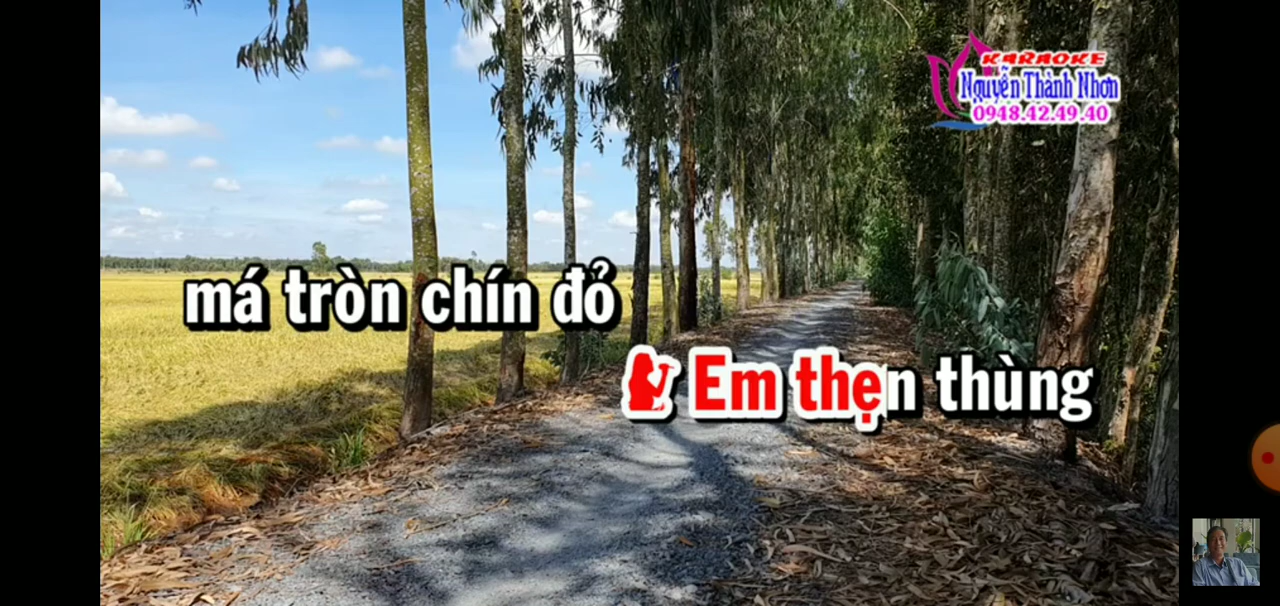 KARAOKE
Nguyễn Thành Nhơn
0948.42.49.40
má tròn chín đỏ
Em thẹn thùng